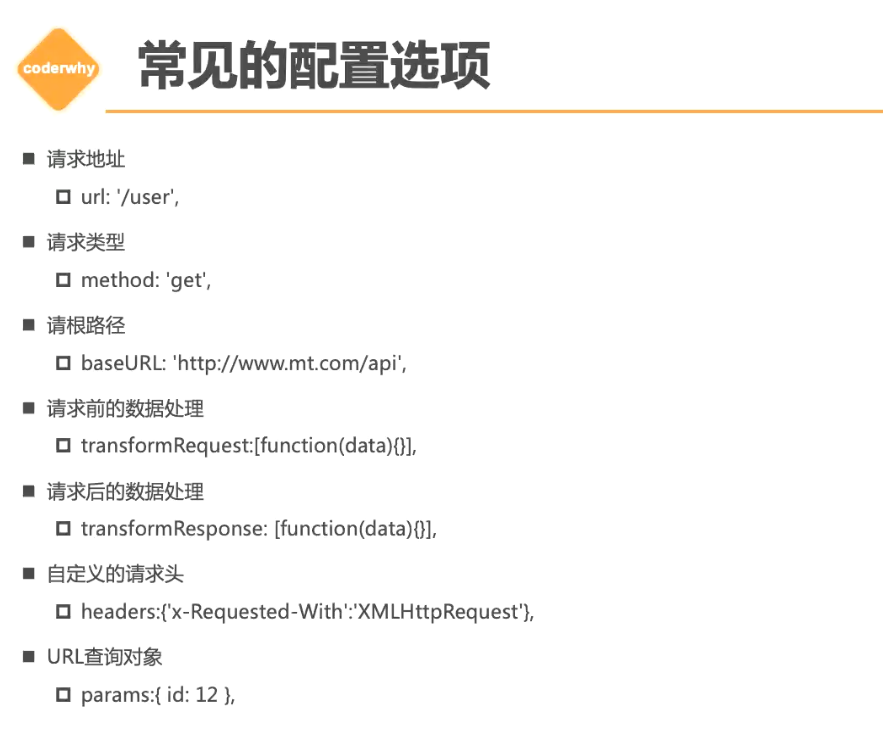 coderwhy
常见的配置选项
请求地址
url: '/user',
请求类型
method: 'get',
请根路径
baseURL: 'http://www.mt.com/api',
请求前的数据处理
transformRequest:[function(data){}],
请求后的数据处理
transformResponse: [function(data){}],
自定义的请求头
headers:{'x-Requested-With':'XMLHttpRequest'},
URL查询对象
params:{ id: 12 },